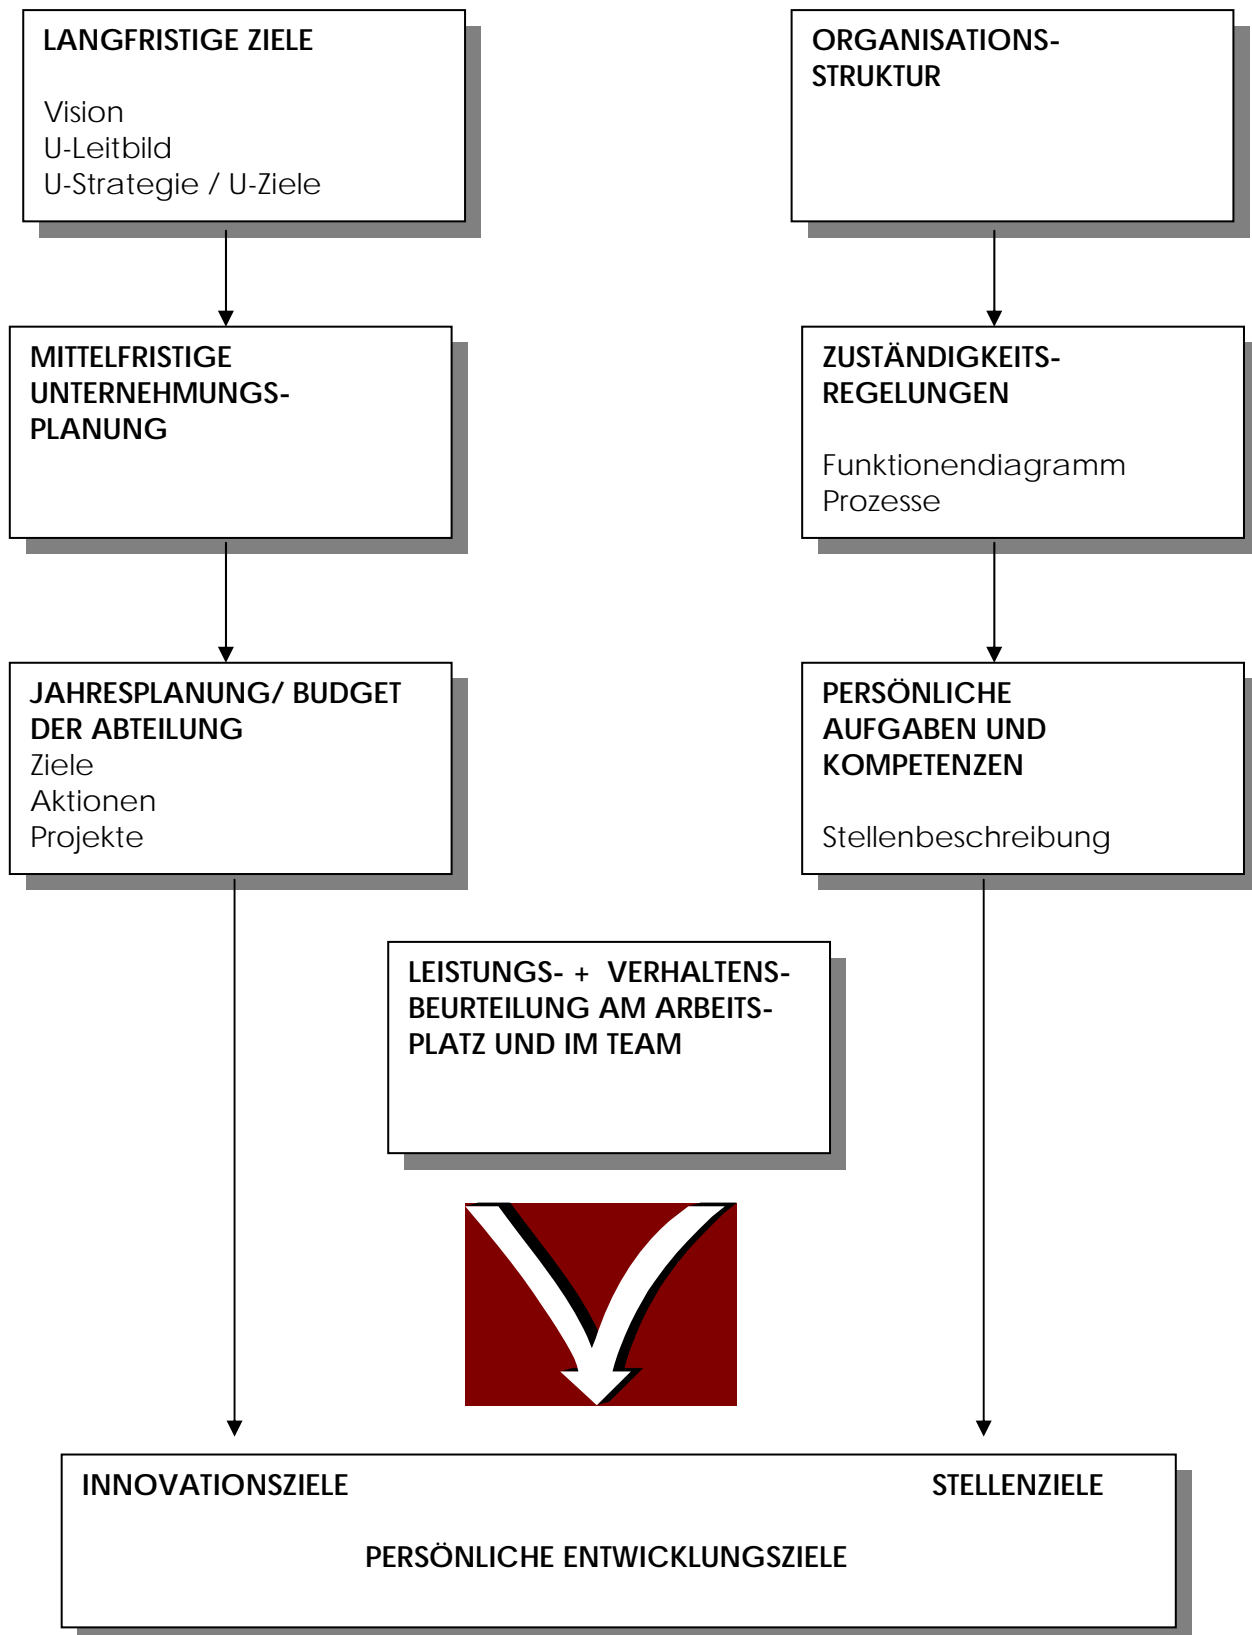 LANGFRISTIGE ZIELE
Vision
U-Leitbild
U-Strategie / U-Ziele
ORGANISATIONS-
STRUKTUR
MITTELFRISTIGE
UNTERNEHMUNGS-
PLANUNG
ZUSTÄNDIGKEITS-
REGELUNGEN
Funktionendiagramm
Prozesse
JAHRESPLANUNG/ BUDGET
DER ABTEILUNG
Ziele
Aktionen
Projekte
PERSÖNLICHE
AUFGABEN UND
KOMPETENZEN
Stellenbeschreibung
LEISTUNGS- + VERHALTENS-
BEURTEILUNG AM ARBEITS-
PLATZ UND IM TEAM
INNOVATIONSZIELE
STELLENZIELE
PERSÖNLICHE ENTWICKLUNGSZIELE